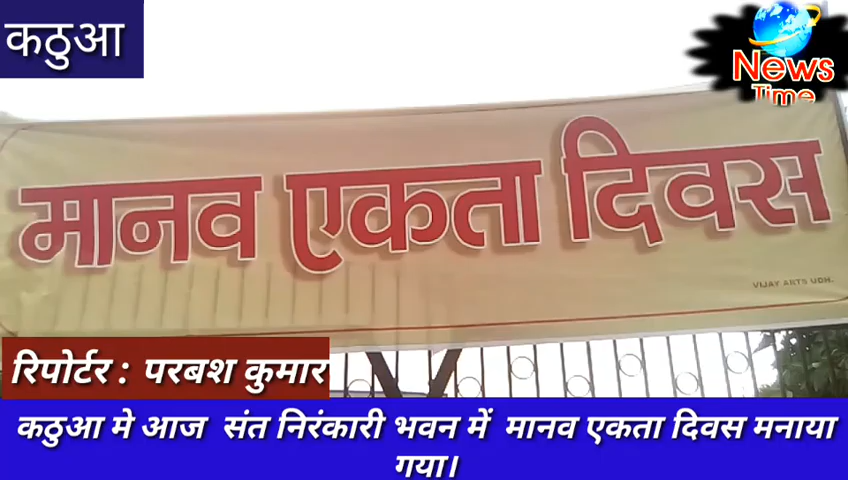 कठुआ
News
Time
मानव एकता दिवस
VIJAY ARTS UDH.
रिपोर्टर : परबश कुमार
कठुआ मे आज संत निरंकारी भवन में मानव एकता दिवस मनाया
गया।